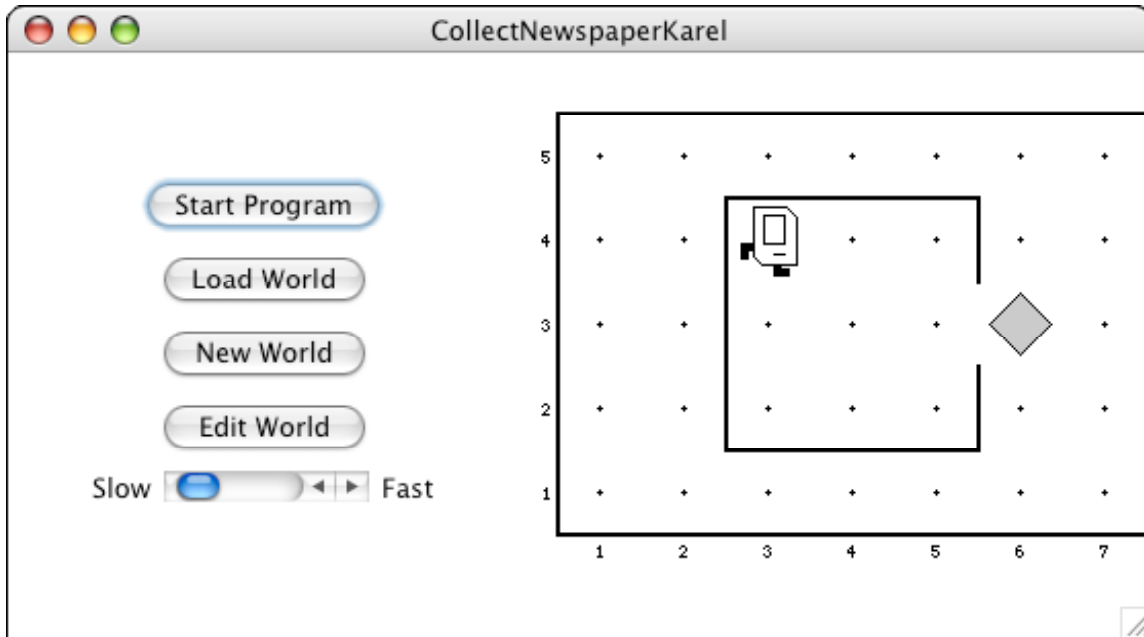 CollectNewspaperKarel
Start Program
Load World
New World
Edit World
Slow Fast
5
4
3
2
1
1 2 3 4 5 6 7